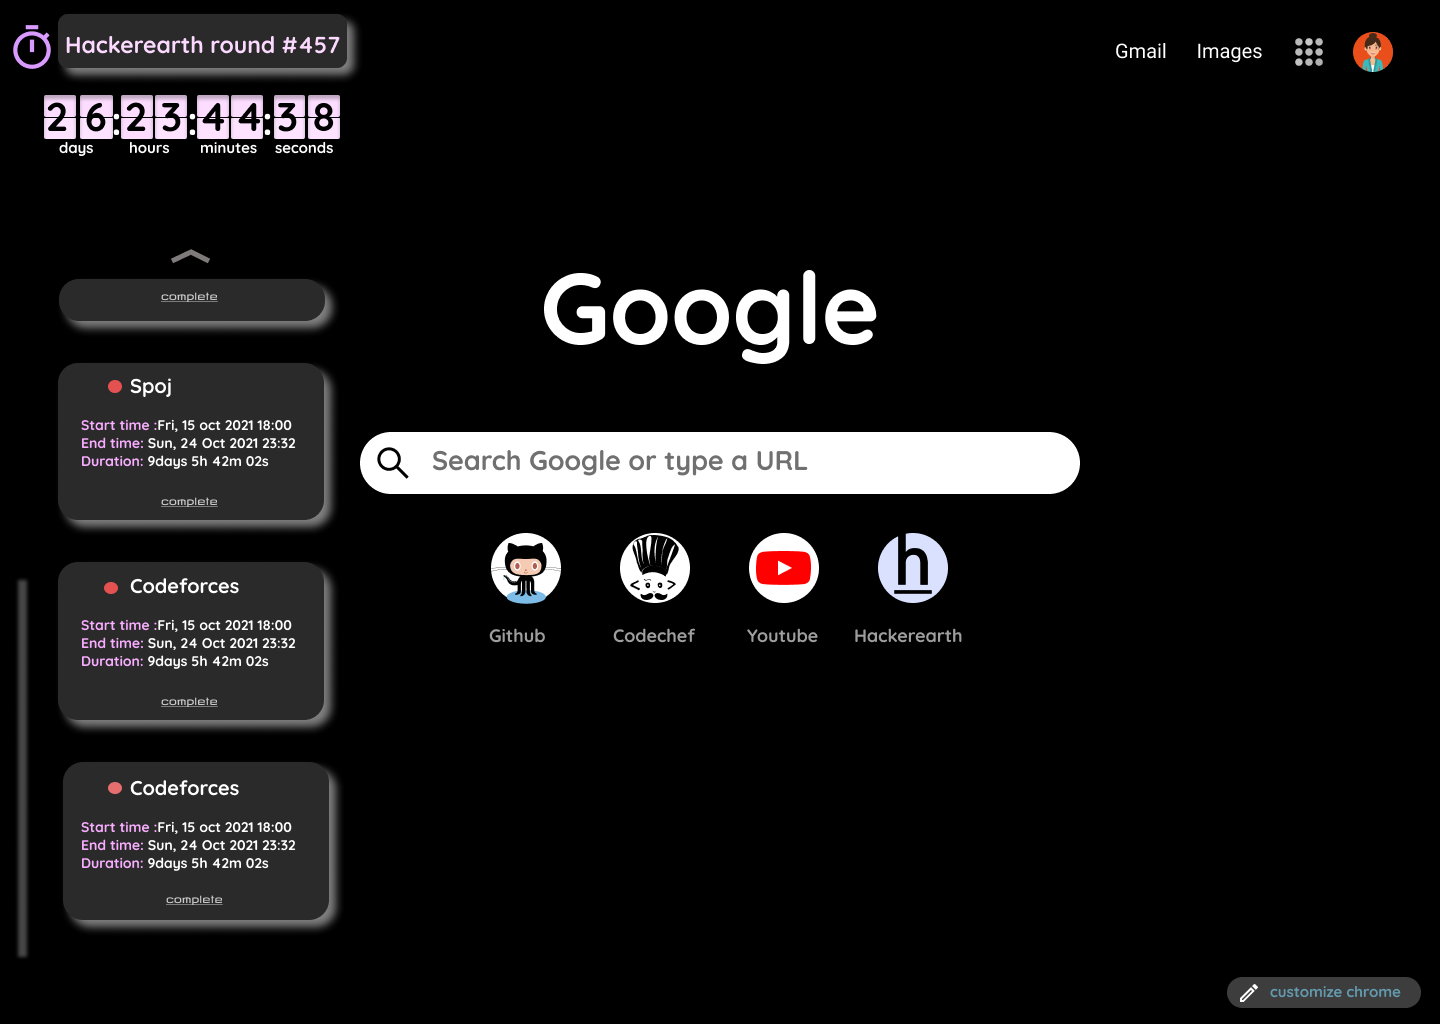 Hackerearth round #457
Gmail Images
26:23:44:38
days hours minutes seconds
complete
Google
Spoj
Start time :Fri, 15 oct 2021 18:00
End time: Sun, 24 Oct 2021 23:32
Duration: 9days 5h 42m 02s
complete
Search Google or type a URL
h
Github Codechef Youtube Hackerearth
Codeforces
Start time :Fri, 15 oct 2021 18:00
End time: Sun, 24 Oct 2021 23:32
Duration: 9days 5h 42m 02s
complete
Codeforces
Start time :Fri, 15 oct 2021 18:00
End time: Sun, 24 Oct 2021 23:32
Duration: 9days 5h 42m 02s
complete
customize chrome